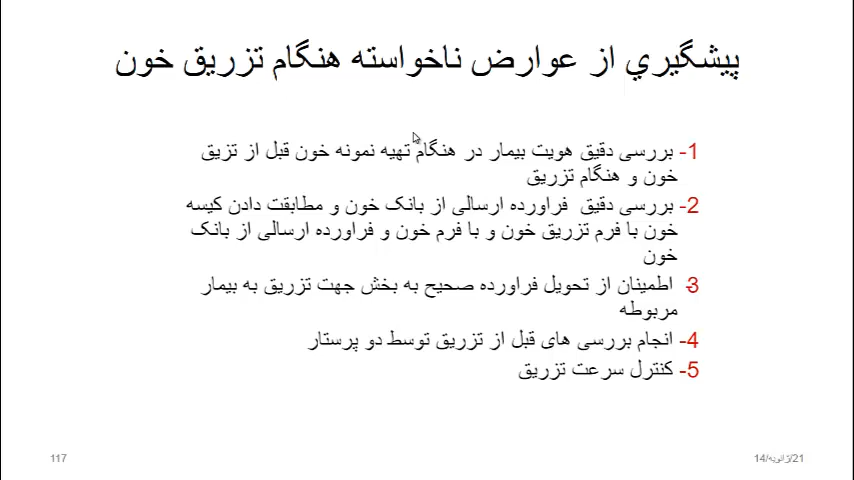 پيشگيري از عوارض ناخواسته هنگام تزريق خون
1- بررسی دقیق هویت بیمار در هنگام تهیه نمونه خون قبل از تزیق
خون و هنگام تزریق
2- بررسی دقیق فراورده ارسالی از بانک خون و مطابقت دادن کیسه
خون با فرم تزریق خون و با فرم خون و فراورده ارسالی از بانک
خون
3- اطمینان از تحویل فراورده صحیح به بخش جهت تزریق به بیمار
مربوطه
4- انجام بررسی های قبل از تزریق توسط دو پرستار
5- کنترل سرعت تزریق
21/ژانویه/14
117